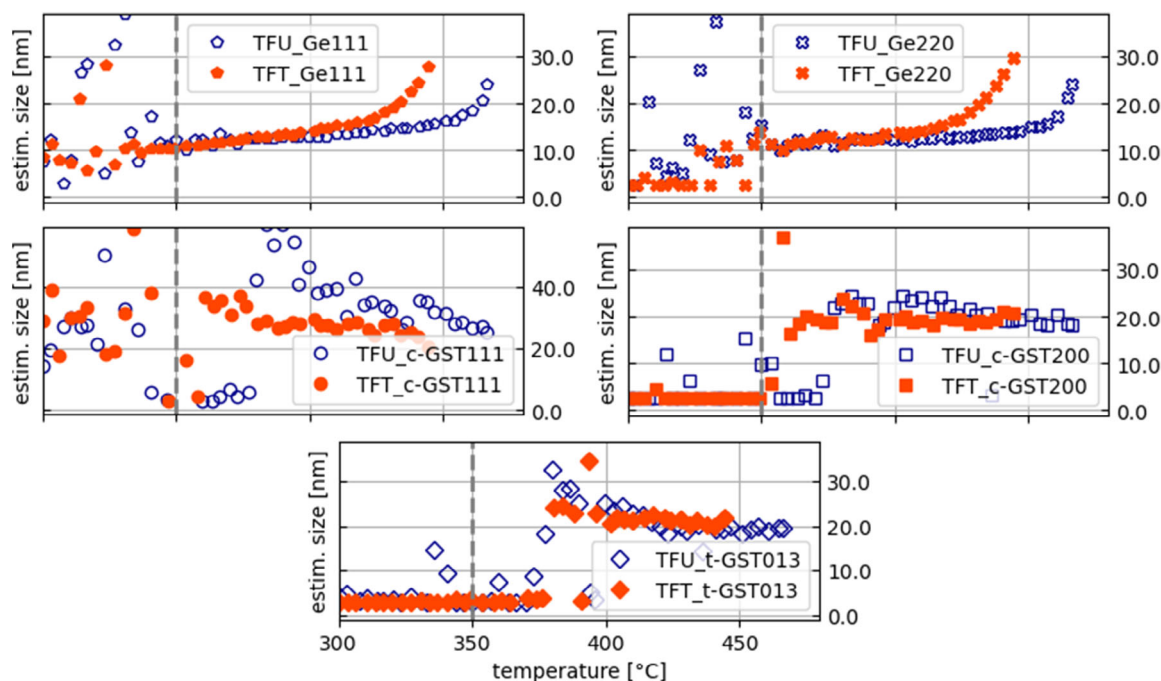 TFU_Ge111
TFT_Ge111
estim. size [nm]
30.0
20.0
10.0
0.0
TFU_Ge220
TFT_Ge220
estim. size [nm]
30.0
20.0
10.0
0.0
TFU_c-GST111
TFT_c-GST111
estim. size [nm]
40.0
20.0
0.0
TFU_c-GST200
TFT_c-GST200
estim. size [nm]
30.0
20.0
10.0
0.0
TFU_t-GST013
TFT_t-GST013
estim. size [nm]
30.0
20.0
10.0
0.0
300 350 400 450
temperature [°C]